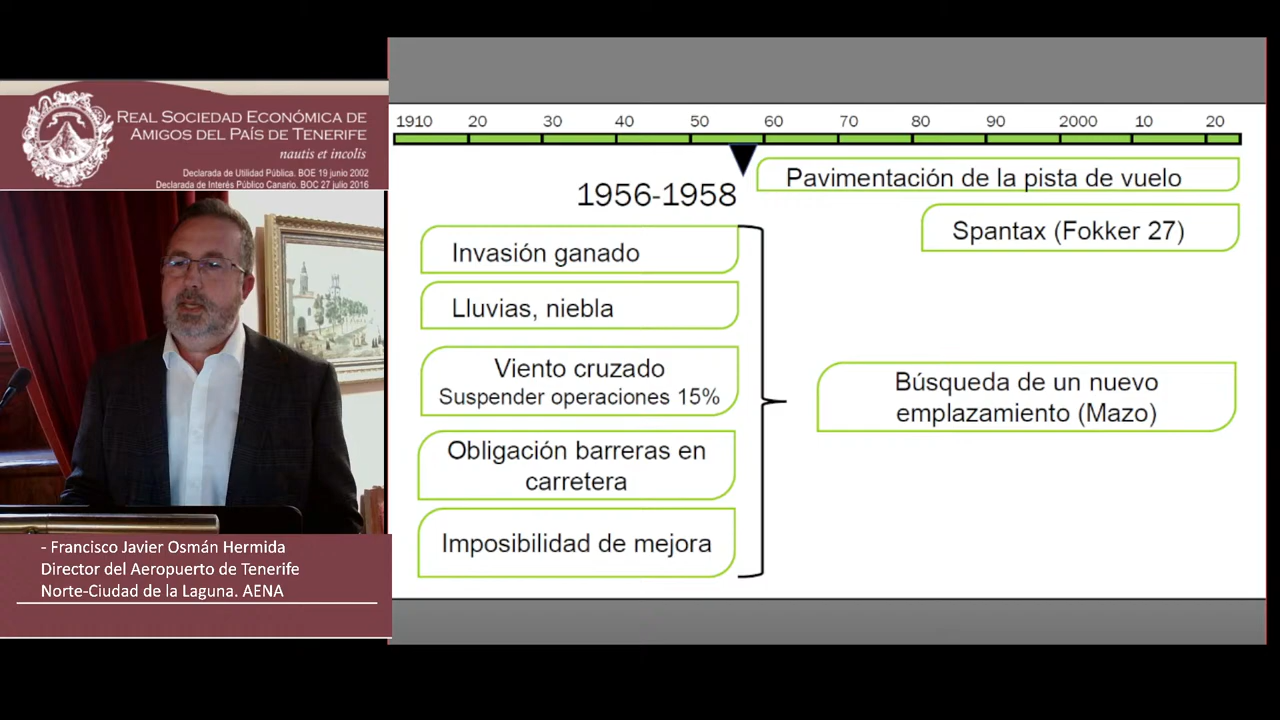 REAL SOCIEDAD ECONÓMICA DE
AMIGOS DEL PAÍS DE TENERIFE
nautis et incolis
Declarada de Utilidad Pública. BOE 19 junio 2002
Declarada de Interés Público Canario. BOC 27 julio 2016
- Francisco Javier Osmán Hermida
Director del Aeropuerto de Tenerife
Norte-Ciudad de la Laguna. AENA
1910 20 30 40 50 60 70 80 90 2000 10 20
1956-1958
Pavimentación de la pista de vuelo
Spantax (Fokker 27)
Invasión ganado
Lluvias, niebla
Viento cruzado
Suspender operaciones 15%
Obligación barreras en
carretera
Imposibilidad de mejora
Búsqueda de un nuevo
emplazamiento (Mazo)